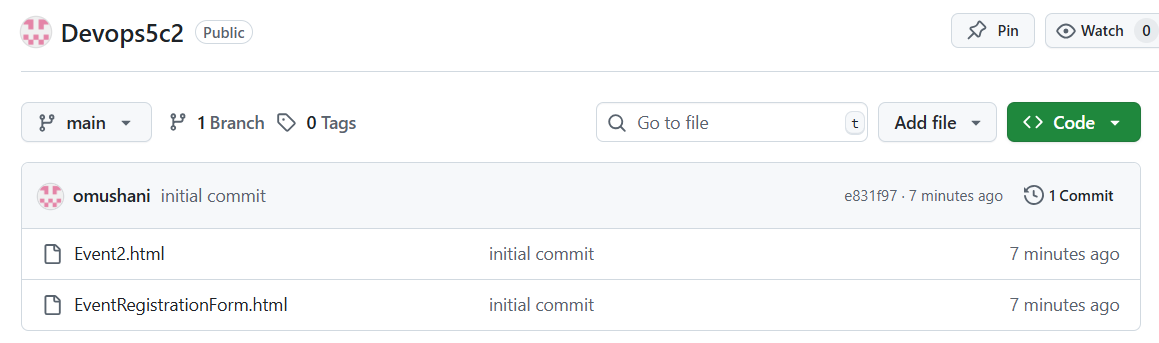 Devops5c2 Public Pin Watch 0
main 1 Branch 0 Tags Go to file t Add file Code
omushani initial commit e831f97 · 7 minutes ago 1 Commit
Event2.html initial commit 7 minutes ago
EventRegistrationForm.html initial commit 7 minutes ago